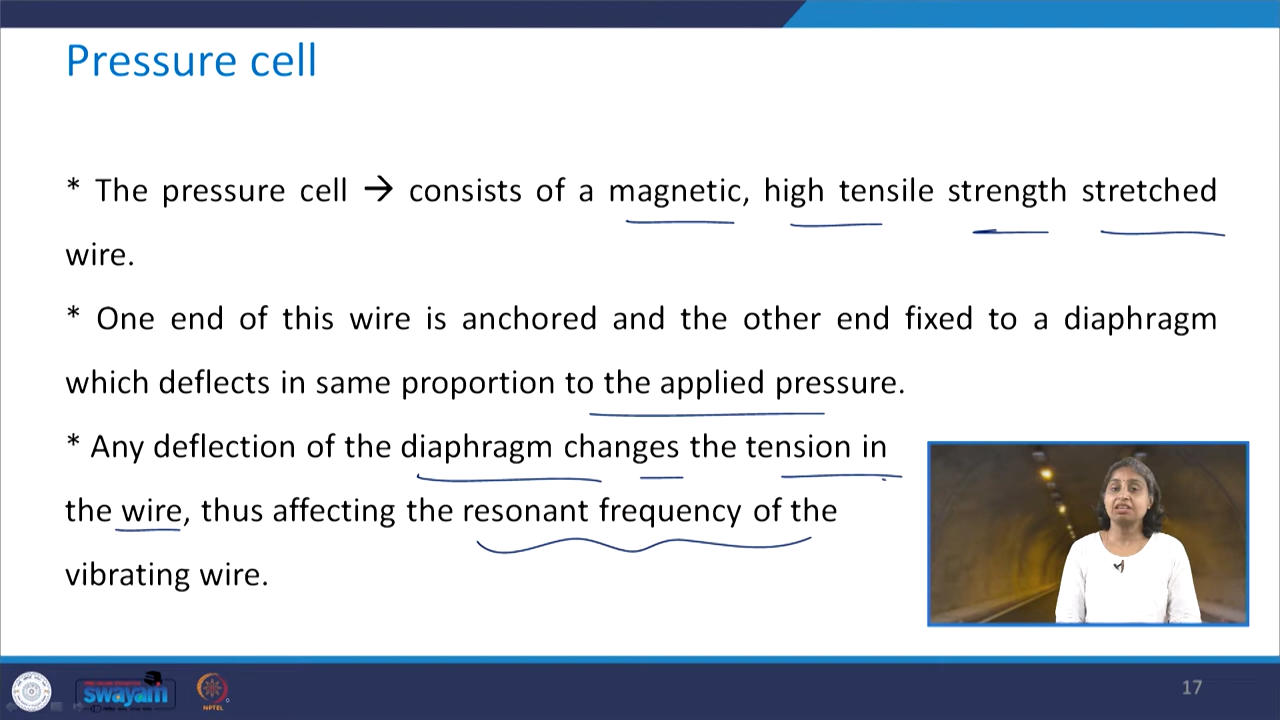 Pressure cell
* The pressure cell → consists of a magnetic, high tensile strength stretched
wire.
* One end of this wire is anchored and the other end fixed to a diaphragm
which deflects in same proportion to the applied pressure.
* Any deflection of the diaphragm changes the tension in
the wire, thus affecting the resonant frequency of the
vibrating wire.
swayam
NPTEL
17